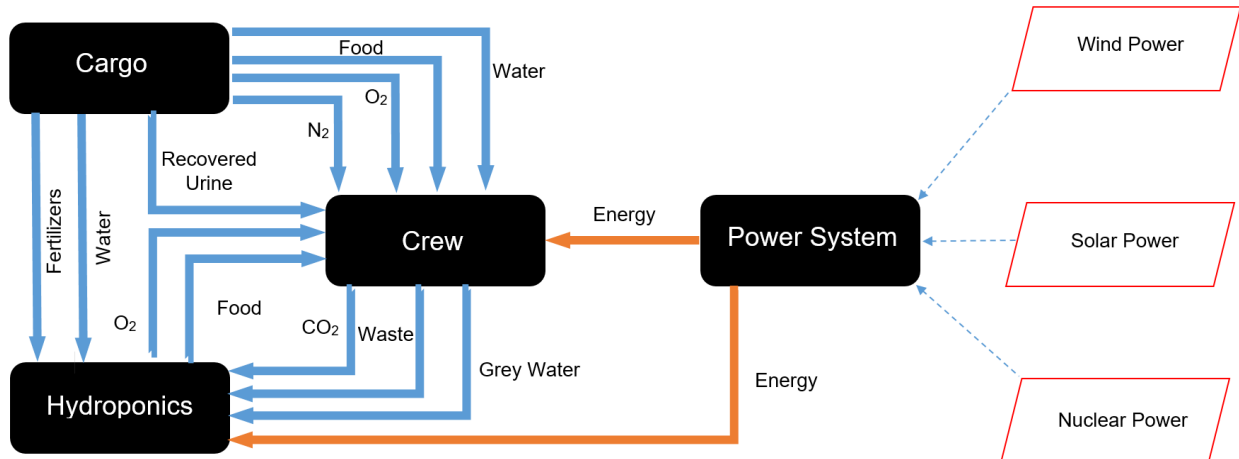 Cargo
Food
Water
O₂
N₂
Recovered
Urine
Fertilizers
Water
Crew
Energy
Power System
Wind Power
Solar Power
Nuclear Power
O₂
Food
CO₂
Waste
Grey Water
Energy
Hydroponics